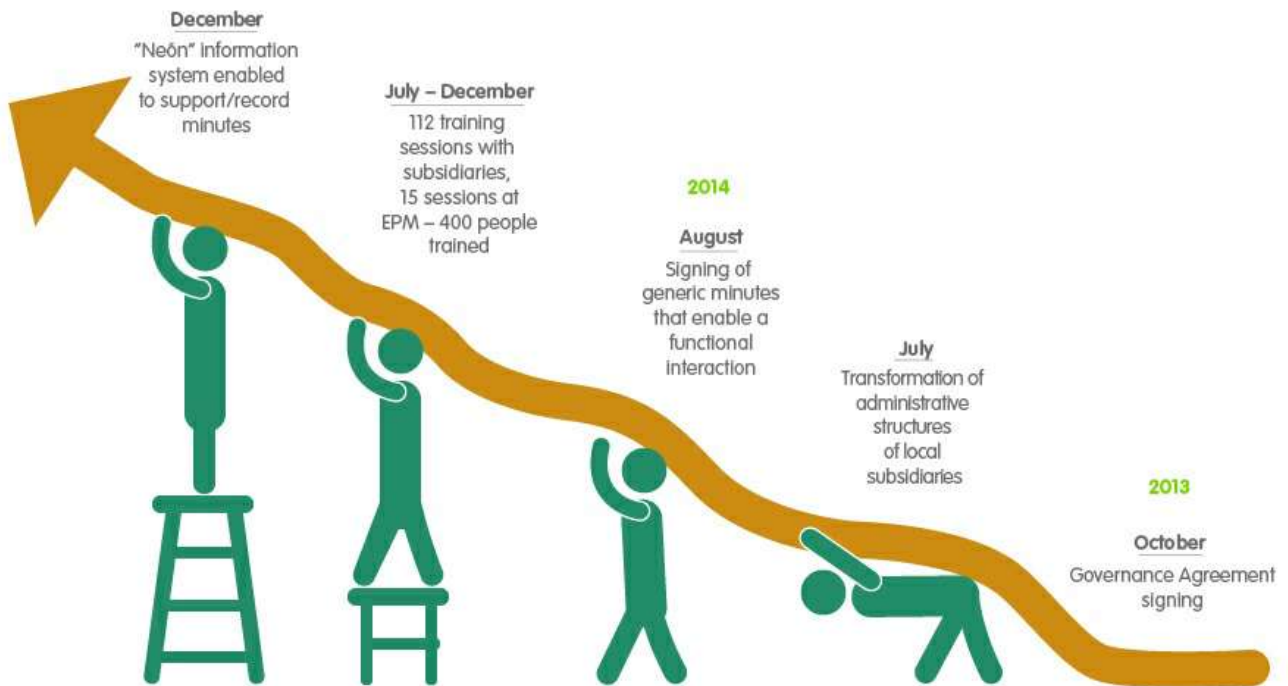 December
"Neón" information
system enabled
to support/record
minutes
July – December
112 training
sessions with
subsidiaries,
15 sessions at
EPM – 400 people
trained
2014
August
Signing of
generic minutes
that enable a
functional
interaction
July
Transformation of
administrative
structures
of local
subsidiaries
2013
October
Governance Agreement
signing